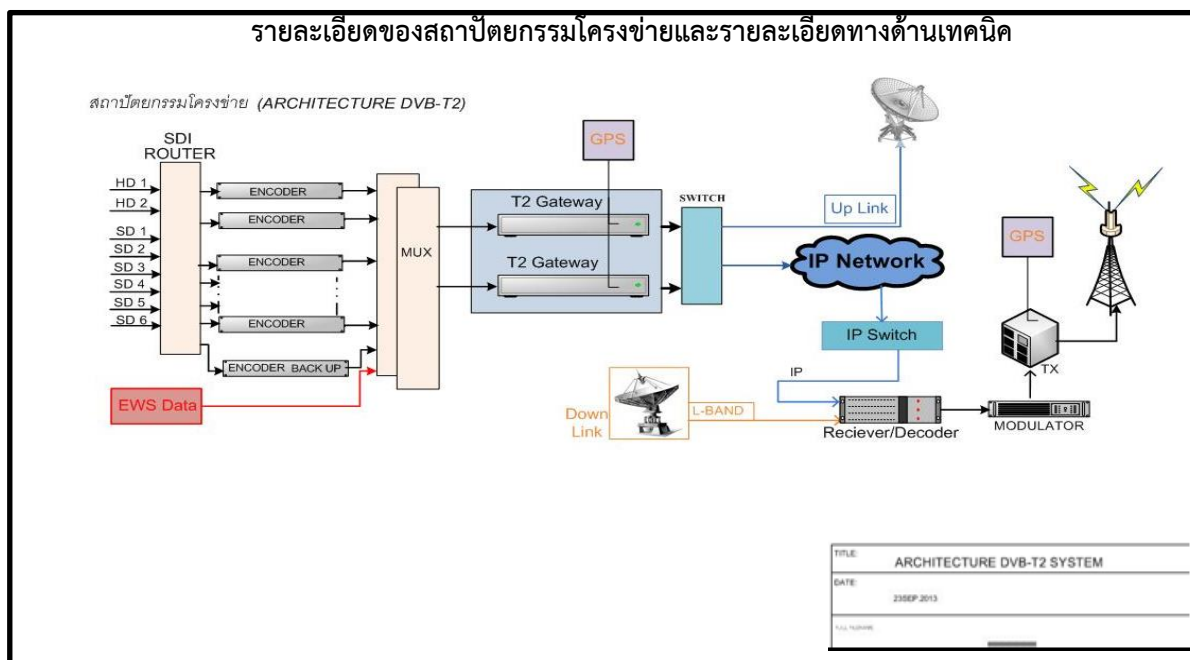 รายละเอียดของสถาปัตยกรรมโครงข่ายและรายละเอียดทางด้านเทคนิค
สถาปัตยกรรมโครงข่าย (ARCHITECTURE DVB-T2)
SDI
ROUTER
HD 1
HD 2
SD 1
SD 2
SD 3
SD 4
SD 5
SD 6
ENCODER
ENCODER
ENCODER
ENCODER
ENCODER BACK UP
EWS Data
MUX
GPS
T2 Gateway
T2 Gateway
SWITCH
Up Link
IP Network
IP Switch
IP
Down
Link
L-BAND
Reciever/Decoder
MODULATOR
GPS
TX
TITLE:
ARCHITECTURE DVB-T2 SYSTEM
DATE:
23SEP.2013